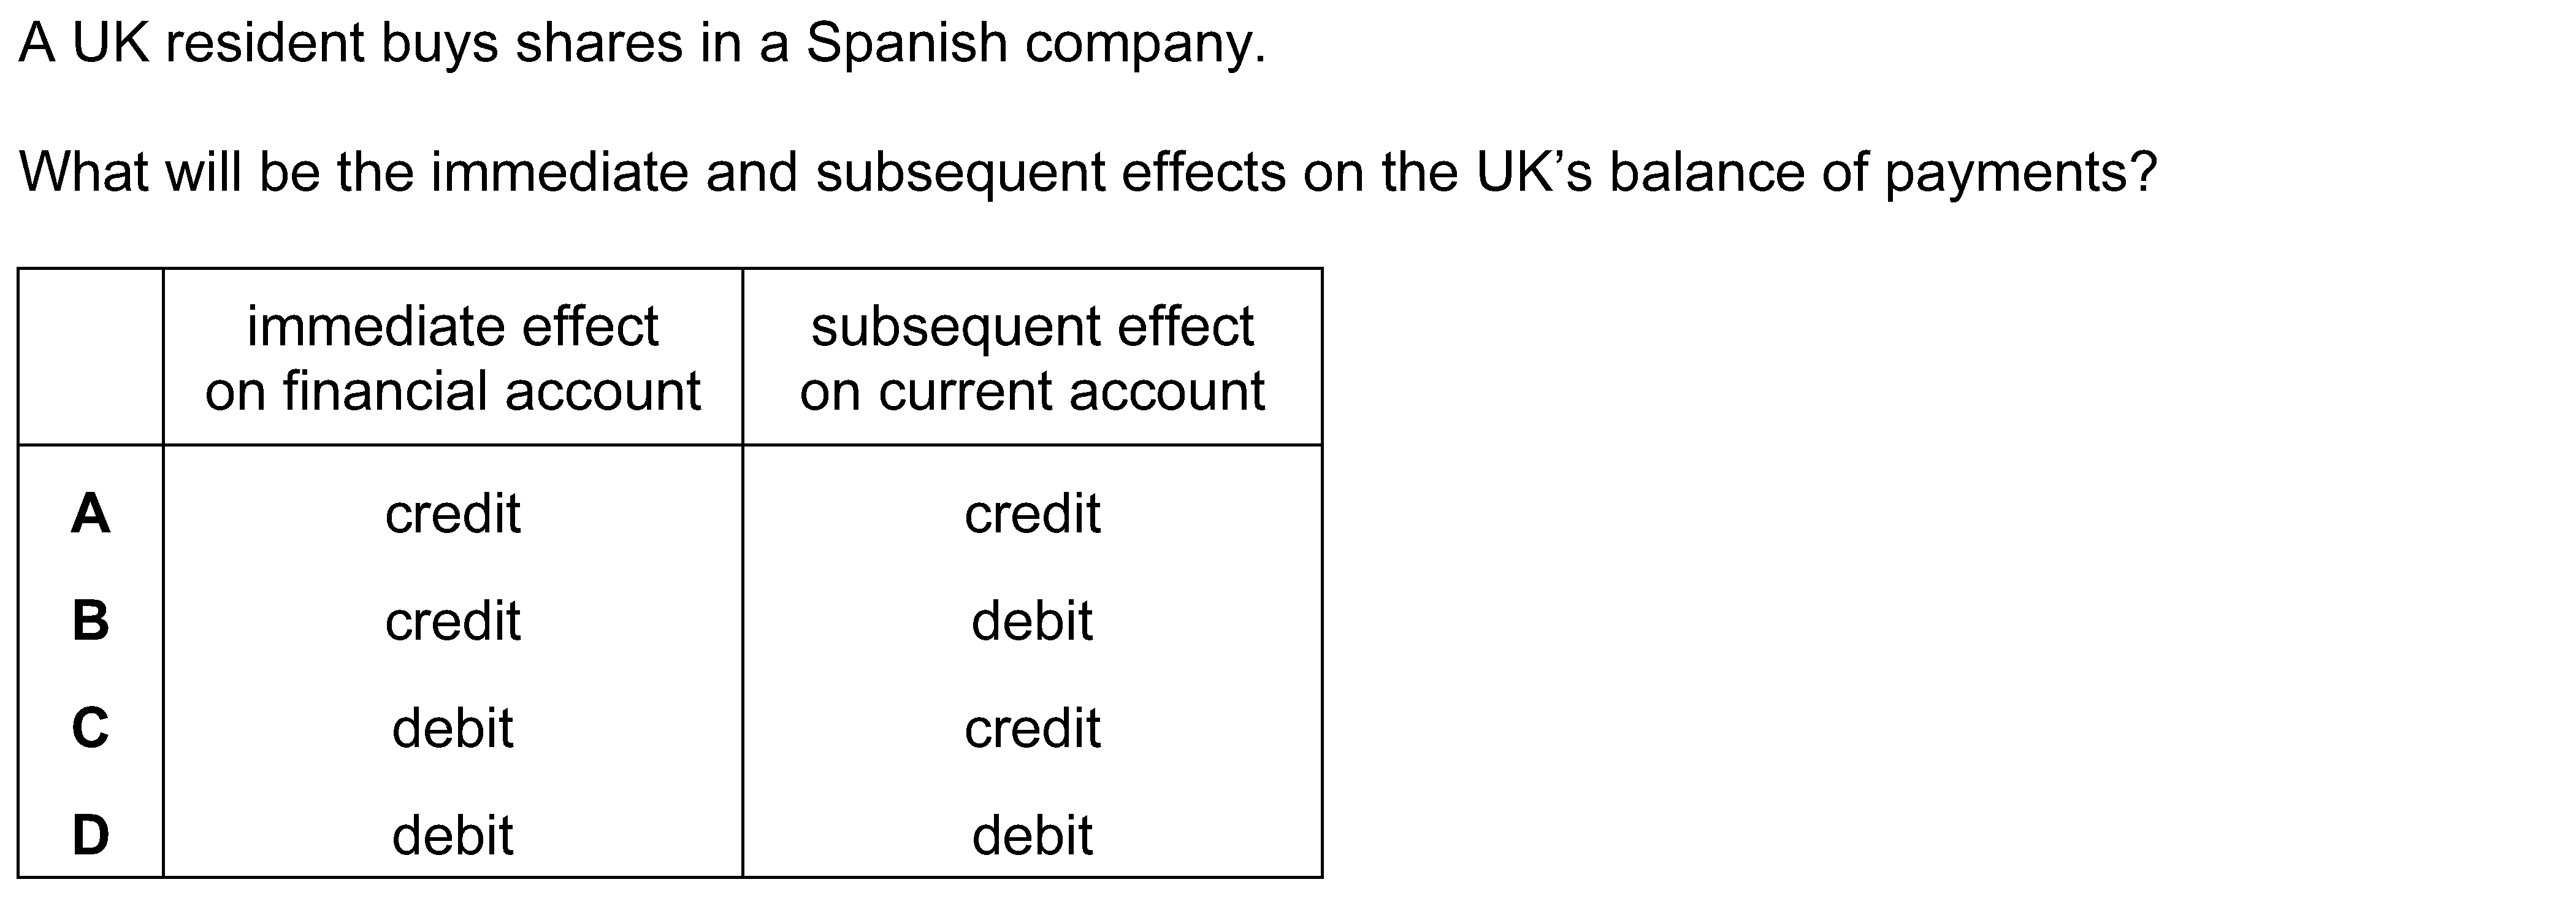 A UK resident buys shares in a Spanish company.
What will be the immediate and subsequent effects on the UK’s balance of payments?
immediate effect
on financial account
subsequent effect
on current account
A credit credit
B credit debit
C debit credit
D debit debit